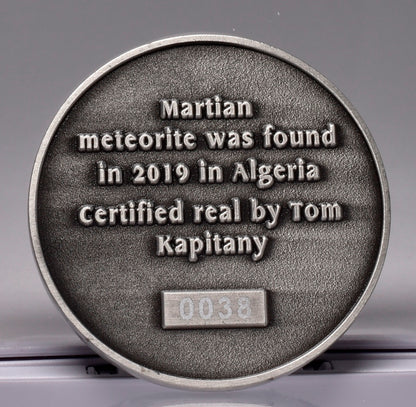 Martian
meteorite was found
in 2019 in Algeria
Certified real by Tom
Kapitany
0038